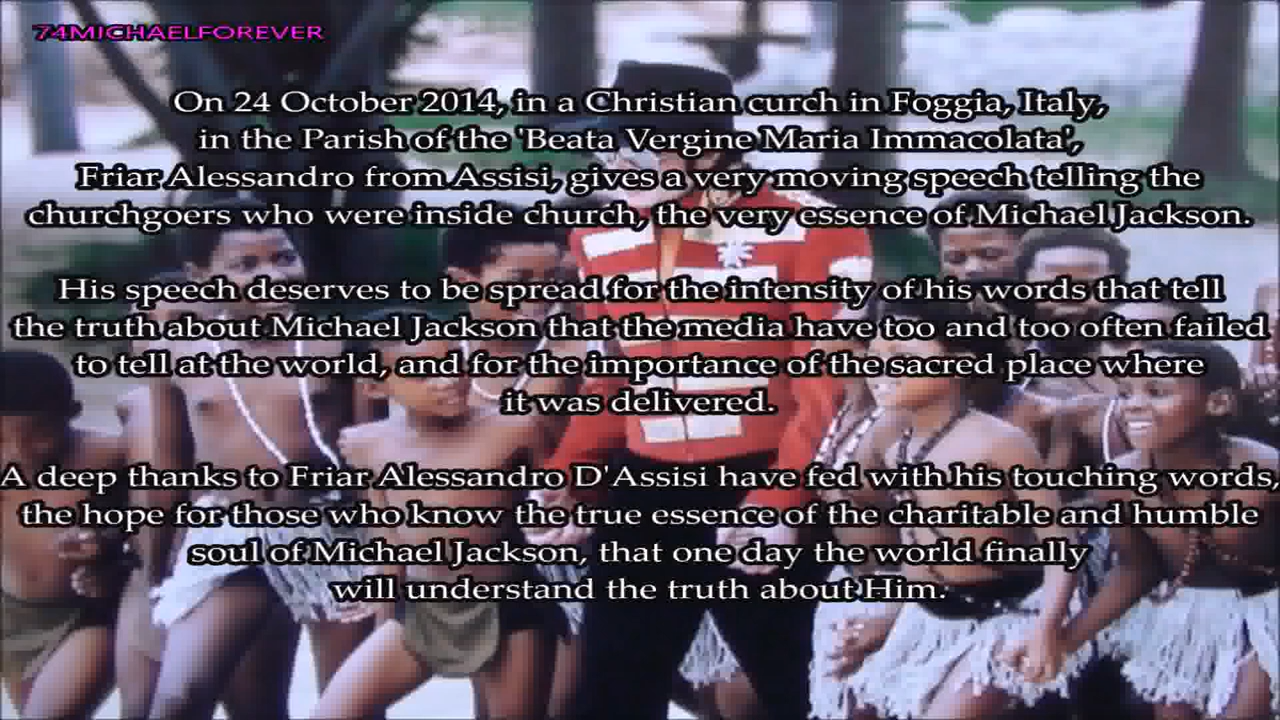 74MICHAELFOREVER
On 24 October 2014, in a Christian curch in Foggia, Italy,
in the Parish of the 'Beata Vergine Maria Immacolata',
Friar Alessandro from Assisi, gives a very moving speech telling the
churchgoers who were inside church, the very essence of Michael Jackson.
His speech deserves to be spread for the intensity of his words that tell
the truth about Michael Jackson that the media have too and too often failed
to tell at the world, and for the importance of the sacred place where
it was delivered.
A deep thanks to Friar Alessandro D'Assisi have fed with his touching words,
the hope for those who know the true essence of the charitable and humble
soul of Michael Jackson, that one day the world finally
will understand the truth about Him.